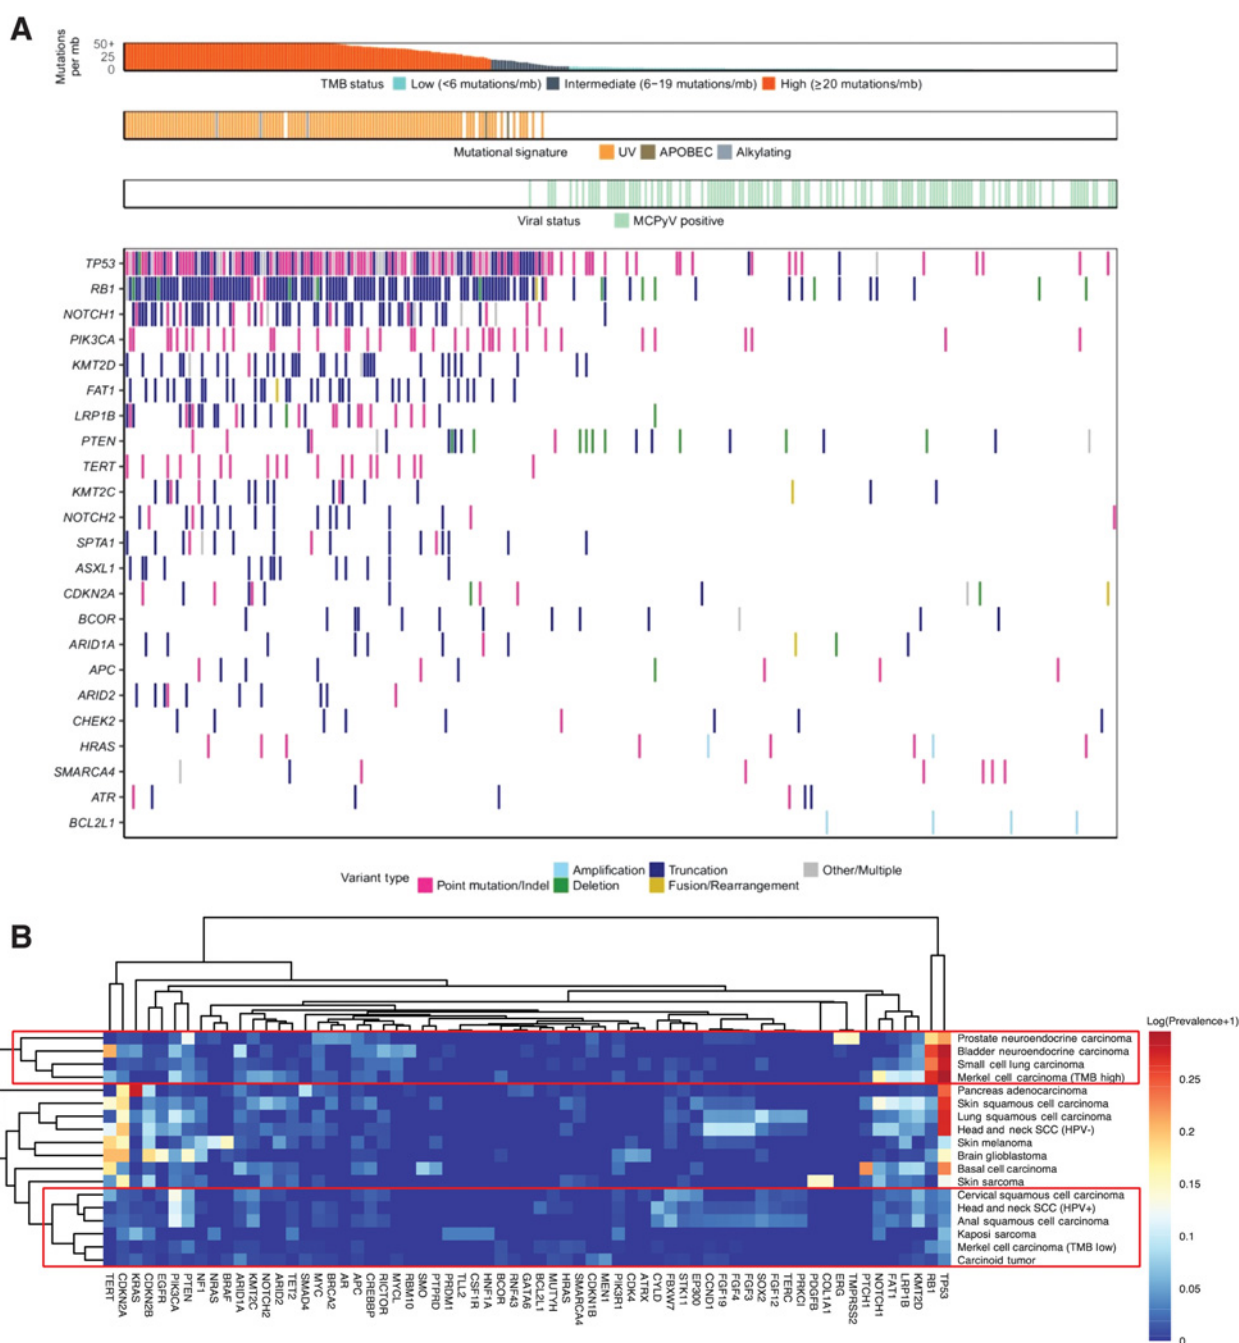 A
Mutations
per mb
50+
25
0
TMB status Low (<6 mutations/mb) Intermediate (6–19 mutations/mb) High (≥20 mutations/mb)
Mutational signature UV APOBEC Alkylating
Viral status MCPyV positive
TP53
RB1
NOTCH1
PIK3CA
KMT2D
FAT1
LRP1B
PTEN
TERT
KMT2C
NOTCH2
SPTA1
ASXL1
CDKN2A
BCOR
ARID1A
APC
ARID2
CHEK2
HRAS
SMARCA4
ATR
BCL2L1
Variant type Point mutation/Indel Amplification Deletion Truncation Fusion/Rearrangement Other/Multiple
B
Log(Prevalence+1)
0.25
0.2
0.15
0.1
0.05
0
Prostate neuroendocrine carcinoma
Bladder neuroendocrine carcinoma
Small cell lung carcinoma
Merkel cell carcinoma (TMB high)
Pancreas adenocarcinoma
Skin squamous cell carcinoma
Lung squamous cell carcinoma
Head and neck SCC (HPV-)
Skin melanoma
Brain glioblastoma
Basal cell carcinoma
Skin sarcoma
Cervical squamous cell carcinoma
Head and neck SCC (HPV+)
Anal squamous cell carcinoma
Kaposi sarcoma
Merkel cell carcinoma (TMB low)
Carcinoid tumor
TERT
CDKN2A
KRAS
CDKN2B
EGFR
PIK3CA
PTEN
NF1
NRAS
BRAF
ARID1A
KMT2C
NOTCH2
ARID2
TET2
SMAD4
MYC
BRCA2
AR
APC
CREBBP
RICTOR
MYCL
RBM10
SMO
PTPRD
PRDM1
TLL2
CSF1R
HNF1A
BCOR
RNF43
GATA6
BCL2L1
MUTYH
HRAS
SMARCA4
CDKN1B
MEN1
PIK3R1
CDK4
ATRX
CYLD
FBXW7
STK11
EP300
CCND1
FGF19
FGF4
FGF3
SOX2
FGF12
TERC
PRKCI
PDGFB
COL1A1
ERG
TMPRSS2
PTCH1
NOTCH1
FAT1
LRP1B
KMT2D
RB1
TP53